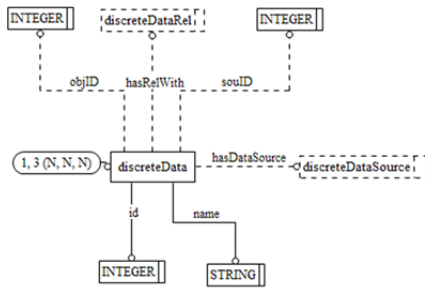 INTEGER discreteDataRel INTEGER
objID hasRelWith souID
1, 3 (N, N, N) discreteData hasDataSource discreteDataSource
id name
INTEGER STRING